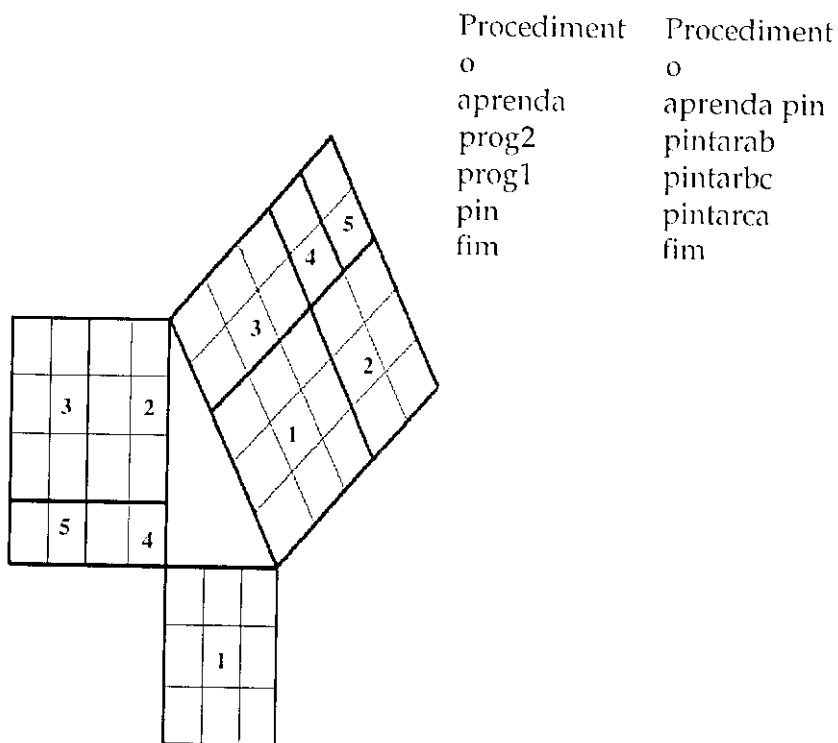 Procediment
o
aprenda
prog2
prog1
pin
fim
Procediment
o
aprenda pin
pintarab
pintarbc
pintarca
fim
5
4
3
2
1
3
2
5
4
1